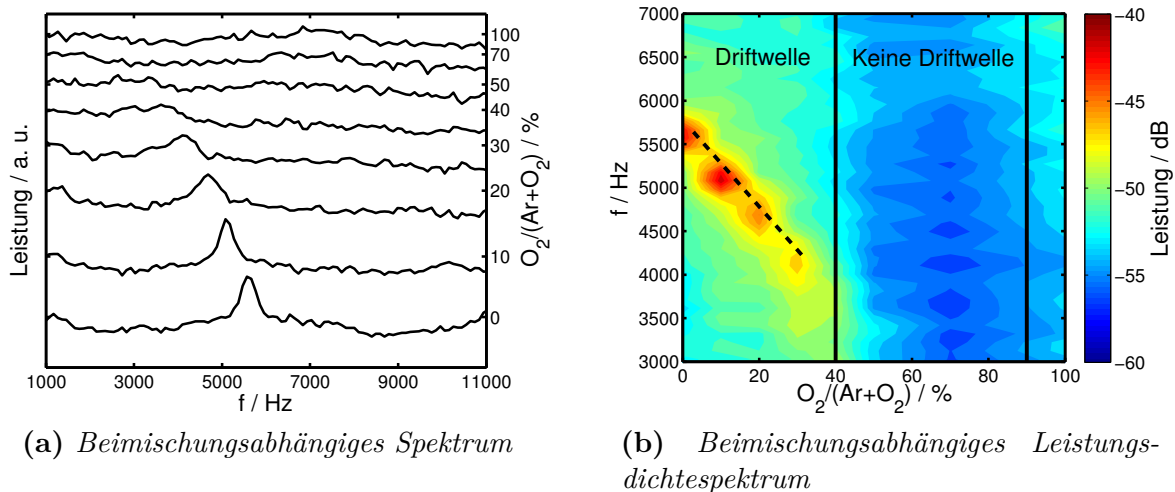 100
70
50
40
30
20
10
0
Leistung / a. u.
O2/(Ar+O2) / %
1000 3000 5000 7000 9000 11000
f / Hz
(a) Beimischungsabhängiges Spektrum
7000
6500
6000
5500
5000
4500
4000
3500
3000
f / Hz
Driftwelle Keine Driftwelle
0 20 40 60 80 100
O2/(Ar+O2) / %
−40
−45
−50
−55
−60
Leistung / dB
(b) Beimischungsabhängiges Leistungs-
dichtespektrum